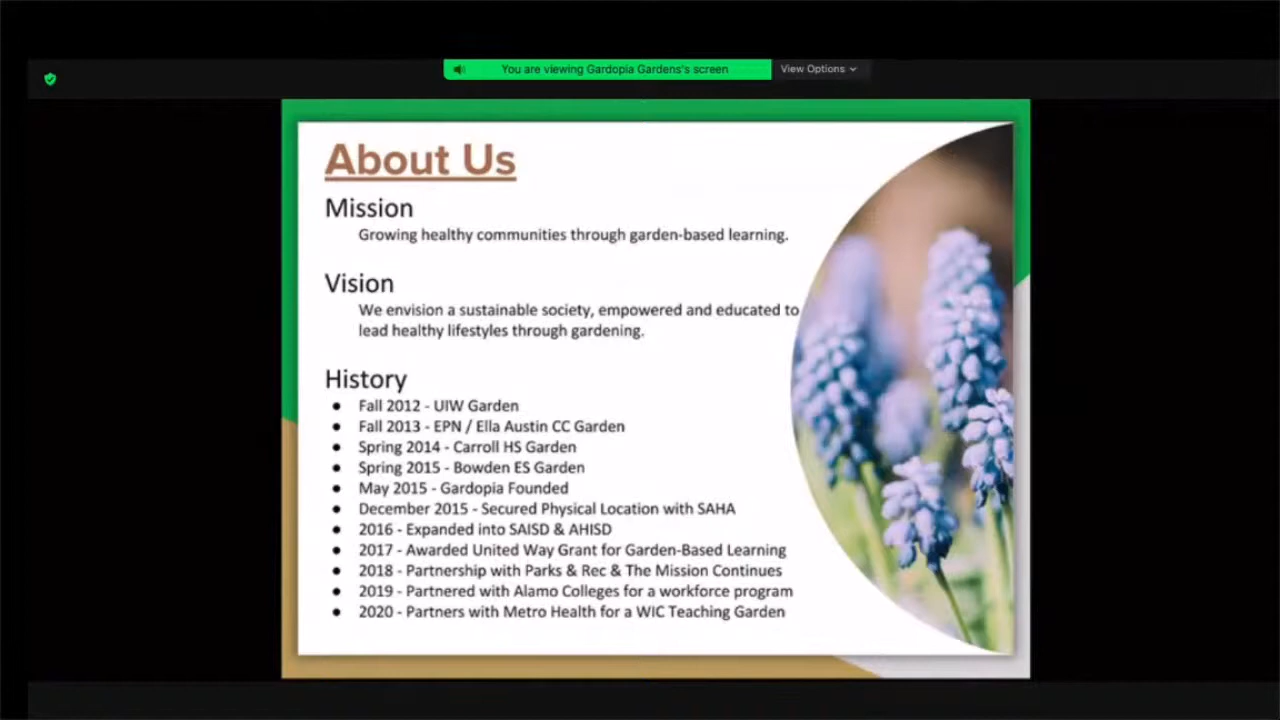 You are viewing Gardopia Gardens's screen
View Options
About Us
Mission
Growing healthy communities through garden-based learning.
Vision
We envision a sustainable society, empowered and educated to
lead healthy lifestyles through gardening.
History
● Fall 2012 - UIW Garden
● Fall 2013 - EPN / Ella Austin CC Garden
● Spring 2014 - Carroll HS Garden
● Spring 2015 - Bowden ES Garden
● May 2015 - Gardopia Founded
● December 2015 - Secured Physical Location with SAHA
● 2016 - Expanded into SAISD & AHISD
● 2017 - Awarded United Way Grant for Garden-Based Learning
● 2018 - Partnership with Parks & Rec & The Mission Continues
● 2019 - Partnered with Alamo Colleges for a workforce program
● 2020 - Partners with Metro Health for a WIC Teaching Garden